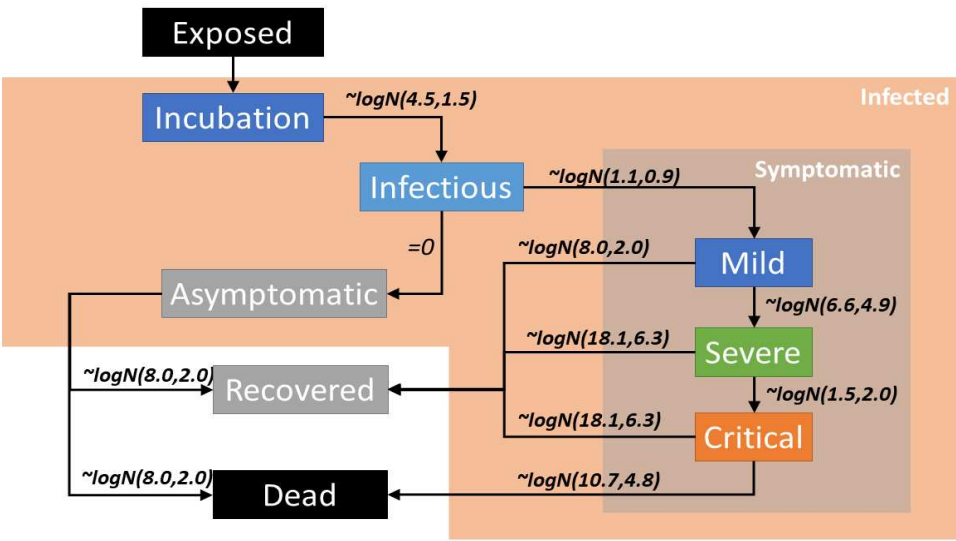 Exposed
Infected
Incubation
~logN(4.5,1.5)
Symptomatic
Infectious
~logN(1.1,0.9)
=0
~logN(8.0,2.0)
Mild
Asymptomatic
~logN(6.6,4.9)
~logN(18.1,6.3)
Severe
~logN(8.0,2.0)
Recovered
~logN(1.5,2.0)
~logN(18.1,6.3)
Critical
~logN(8.0,2.0)
Dead
~logN(10.7,4.8)